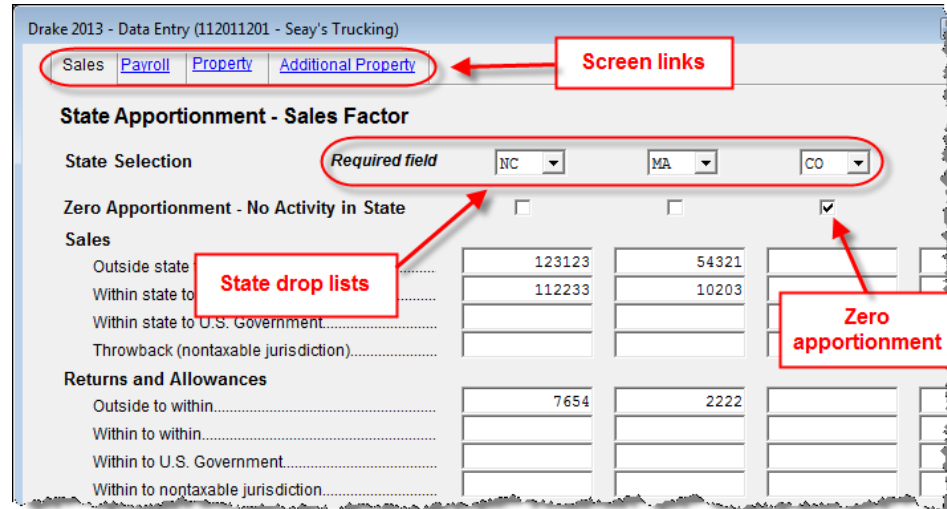 Drake 2013 - Data Entry (112011201 - Seay's Trucking)
Sales Payroll Property Additional Property
Screen links
State Apportionment - Sales Factor
State Selection Required field NC MA CO
Zero Apportionment - No Activity in State
Sales
Outside state 123123 54321
Within state to 112233 10203
State drop lists
Within state to U.S. Government
Zero
apportionment
Throwback (nontaxable jurisdiction)
Returns and Allowances
Outside to within 7654 2222
Within to within
Within to U.S. Government
Within to nontaxable jurisdiction